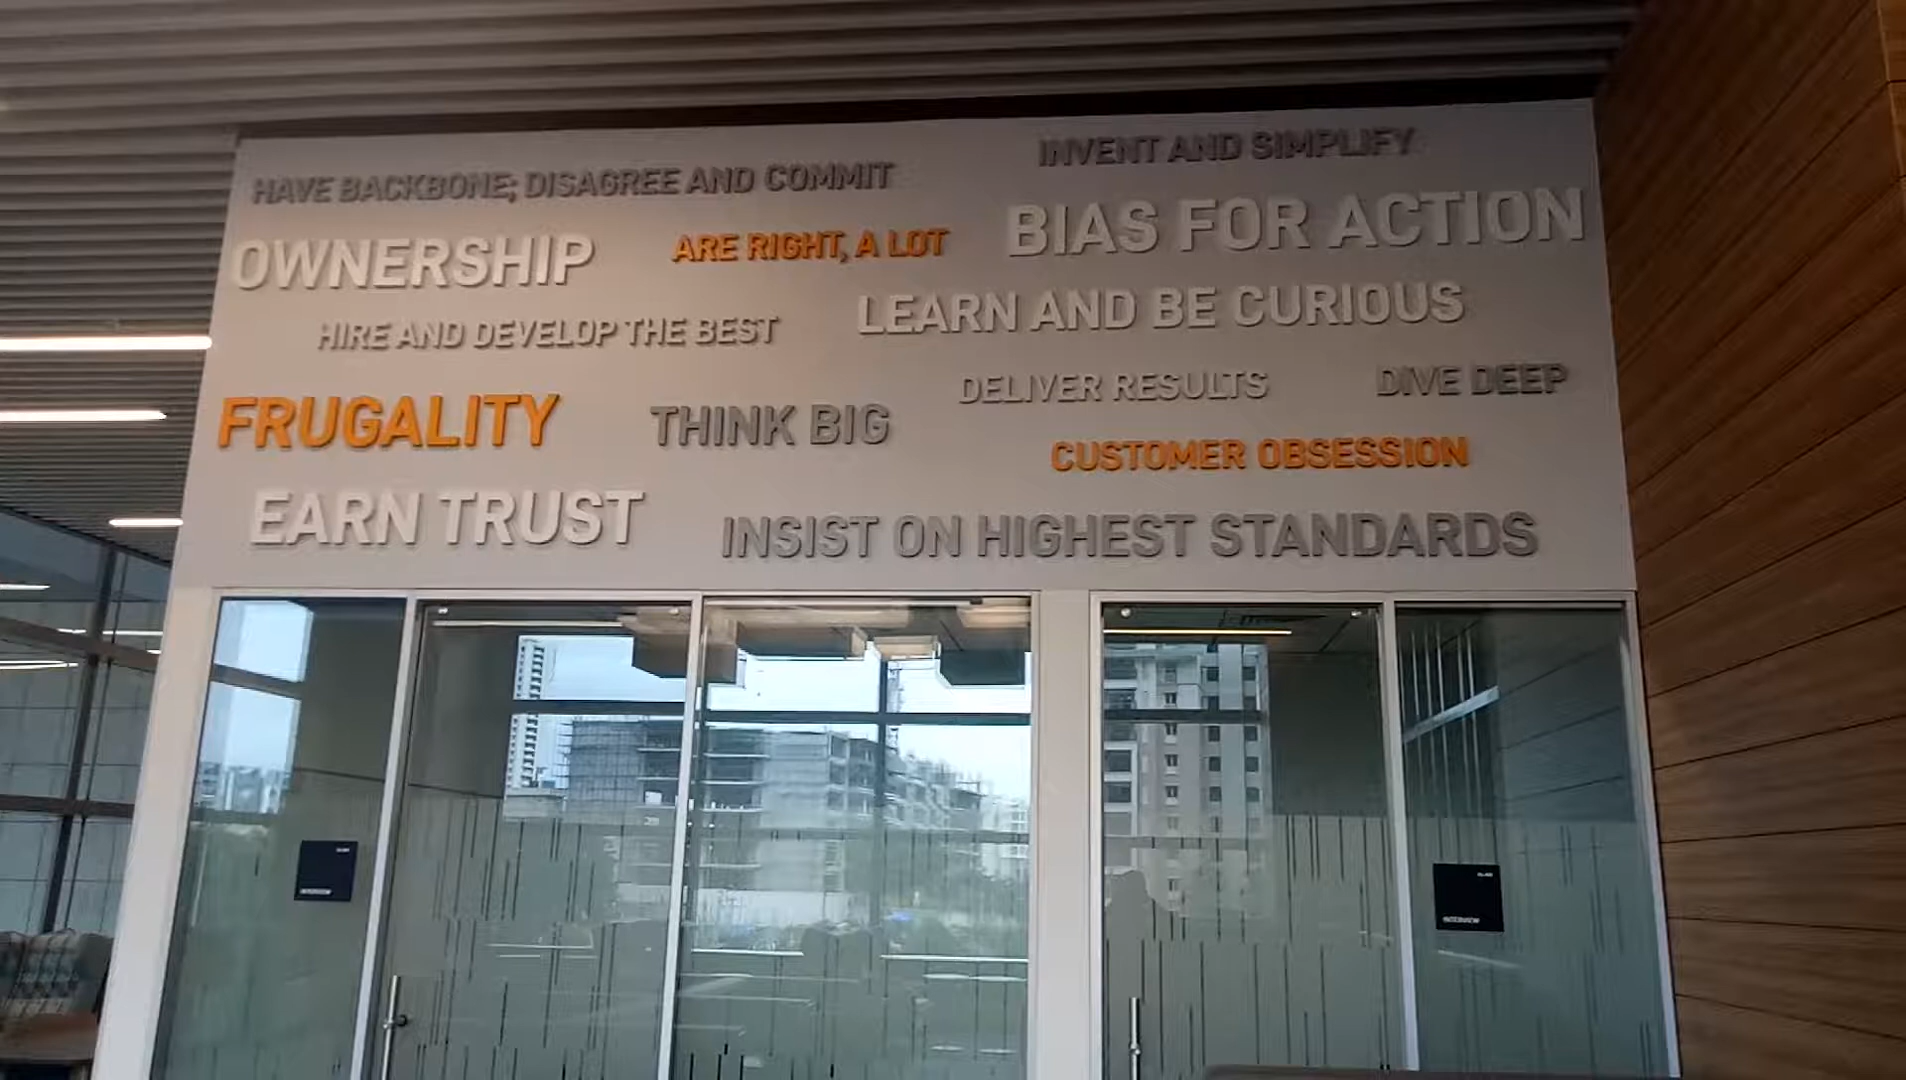 INVENT AND SIMPLIFY
HAVE BACKBONE; DISAGREE AND COMMIT
BIAS FOR ACTION
OWNERSHIP
ARE RIGHT, A LOT
LEARN AND BE CURIOUS
HIRE AND DEVELOP THE BEST
DELIVER RESULTS
DIVE DEEP
FRUGALITY
THINK BIG
CUSTOMER OBSESSION
EARN TRUST
INSIST ON HIGHEST STANDARDS
INTERVIEW
INTERVIEW